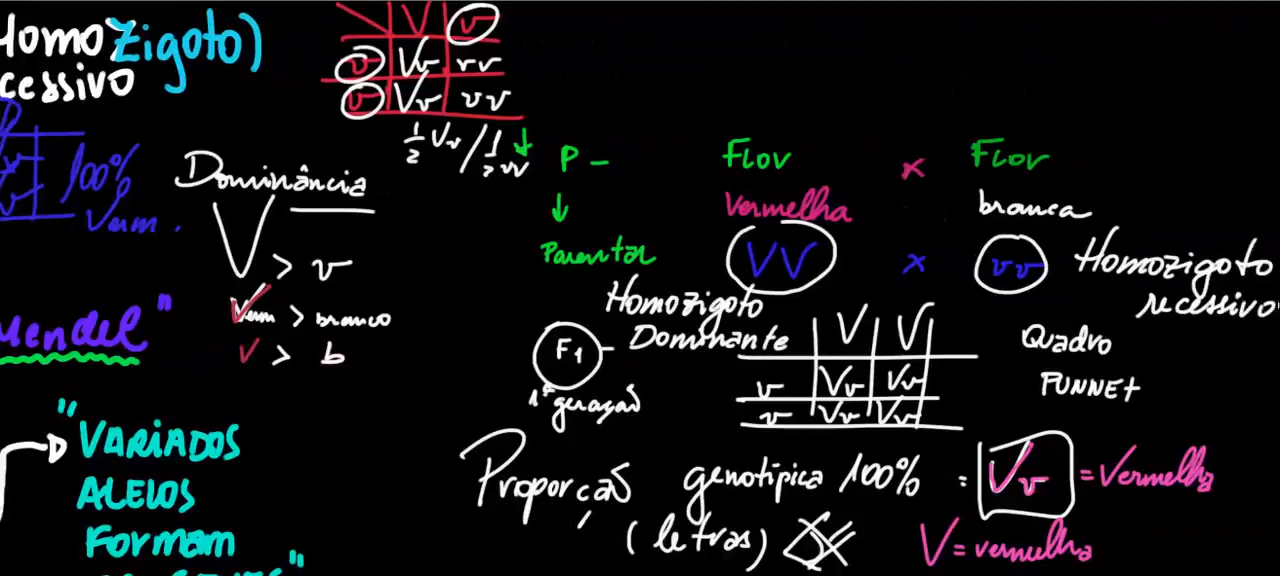 Homozigoto)
cessivo
V v
v Vv vv
v Vv vv
1/2 Vv / 1/2 vv
100%
Verm.
Dominância
V > v
Verm > branco
V > b
Mendel"
"VARIADOS
ALELOS
Formam
P - Flov x Flor
Parental
vermelha branca
VV x vv
Homozigoto
recessivo
Homozigoto
Dominante
F1
1ª geração
V V
v Vv Vv
v Vv Vv
Quadro
PUNNEt
Proporção genotípica 100% = Vv = Vermelha
(letras) V = vermelha